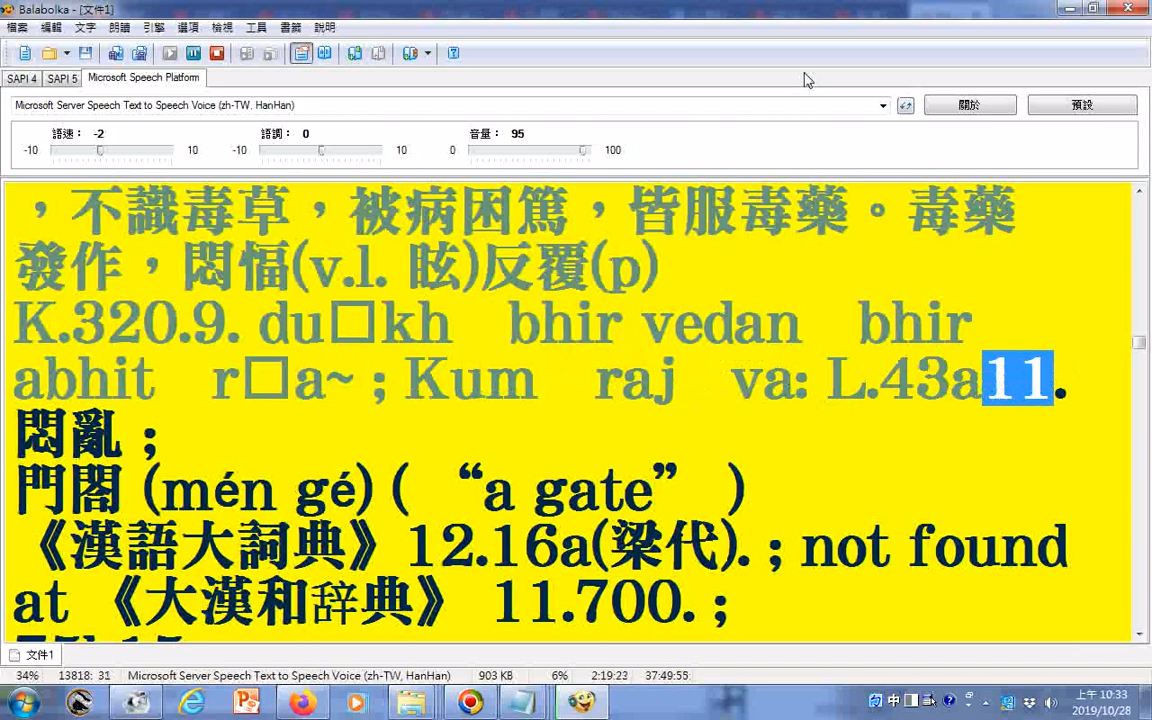 Balabolka - [文件1]
檔案 編輯 文字 朗讀 引擎 選項 檢視 工具 書籤 說明
SAPI 4 SAPI 5 Microsoft Speech Platform
Microsoft Server Speech Text to Speech Voice (zh-TW, HanHan) 關於 預設
語速： -2 語調： 0 音量： 95
-10 10 -10 10 0 100
，不識毒草，被病困篤，皆服毒藥。毒藥
發作，悶愊(v.l. 眩)反覆(p)
K.320.9. du□kh bhir vedan bhir
abhit r□a~ ; Kum raj va: L.43a11.
悶亂 ;
門閤 (mén gé) ( “a gate” )
《漢語大詞典》 12.16a(梁代). ; not found
at 《大漢和辞典》 11.700. ;
文件1
34% 13818: 31 Microsoft Server Speech Text to Speech Voice (zh-TW, HanHan) 903 KB 6% 2:19:23 37:49:55
中 上午 10:33
2019/10/28